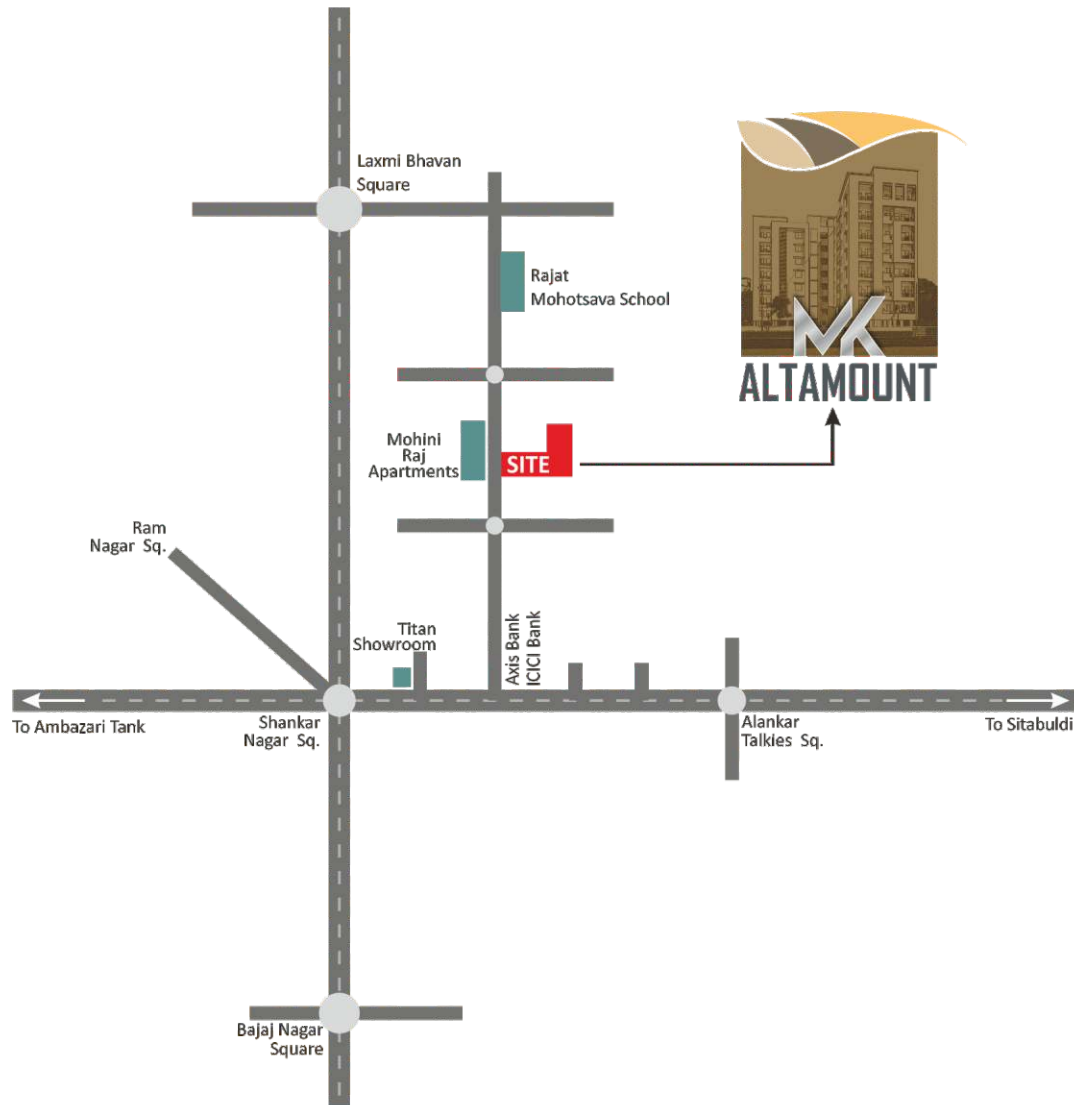 Laxmi Bhavan
Square
Rajat
Mohotsava School
MK
ALTAMOUNT
Mohini
Raj
Apartments
SITE
Ram
Nagar Sq.
Titan
Showroom
Axis Bank
ICICI Bank
To Ambazari Tank
Shankar
Nagar Sq.
Alankar
Talkies Sq.
To Sitabuldi
Bajaj Nagar
Square